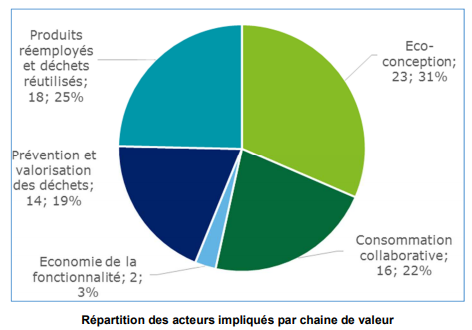 Produits
réemployés
et déchets
réutilisés;
18; 25%
Eco-
conception
23; 31%
Prévention et
valorisation
des déchets;
14; 19%
Economie de la
fonctionnalité; 2;
3%
Consommation
collaborative;
16; 22%
Répartition des acteurs impliqués par chaine de valeur